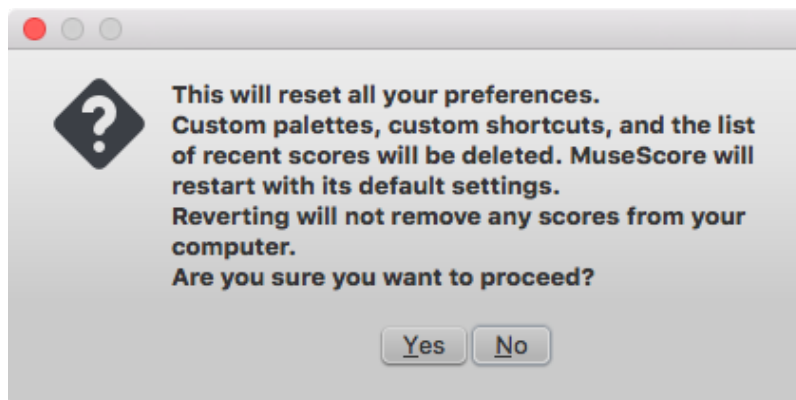 This will reset all your preferences.
Custom palettes, custom shortcuts, and the list
of recent scores will be deleted. MuseScore will
restart with its default settings.
Reverting will not remove any scores from your
computer.
Are you sure you want to proceed?
Yes No